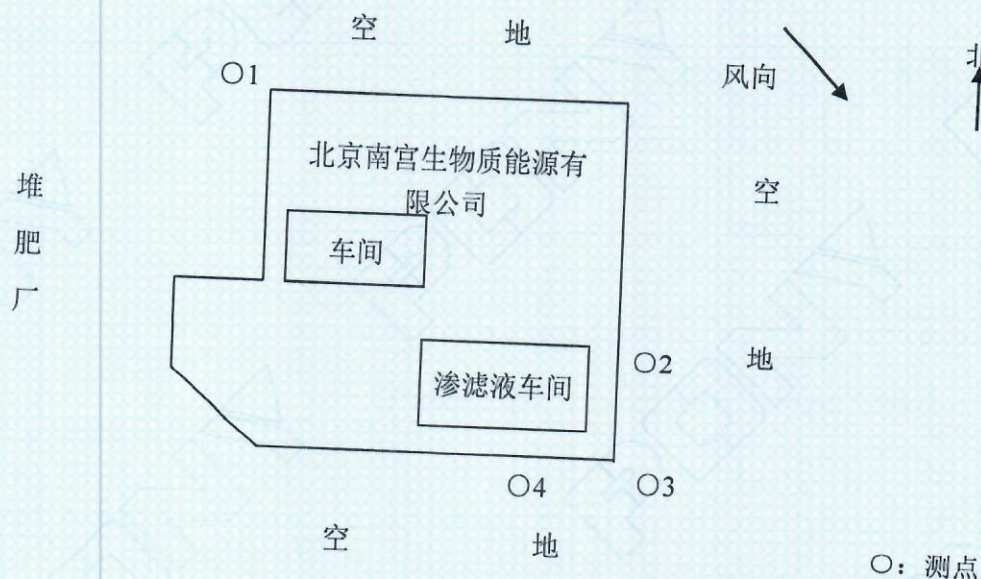 空 地
○1
风向
北
北京南宫生物质能源有
限公司
堆
肥
厂
空
车间
地
○2
渗滤液车间
○4
○3
空 地
○：测点